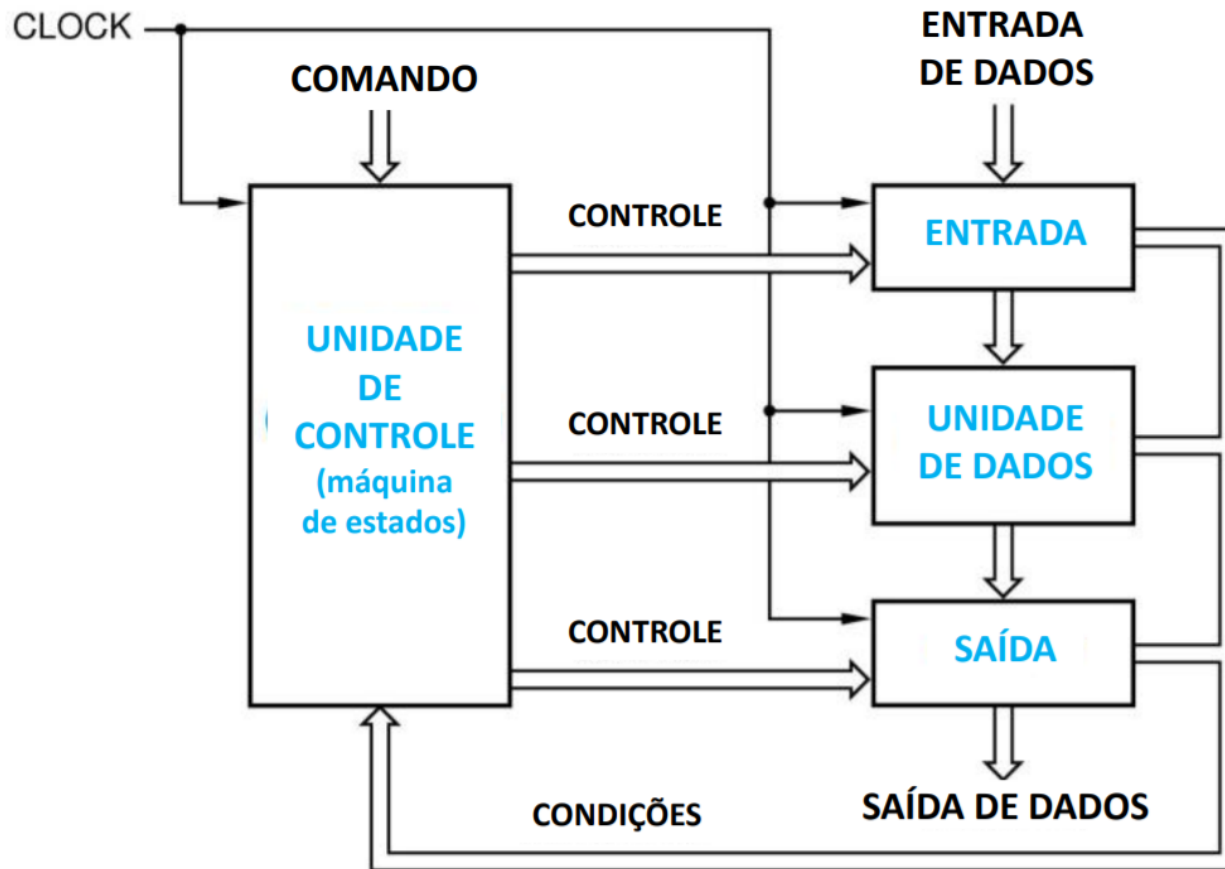 CLOCK
COMANDO
ENTRADA
DE DADOS
CONTROLE
ENTRADA
UNIDADE
DE
CONTROLE
(máquina
de estados)
CONTROLE
UNIDADE
DE DADOS
CONTROLE
SAÍDA
CONDIÇÕES
SAÍDA DE DADOS